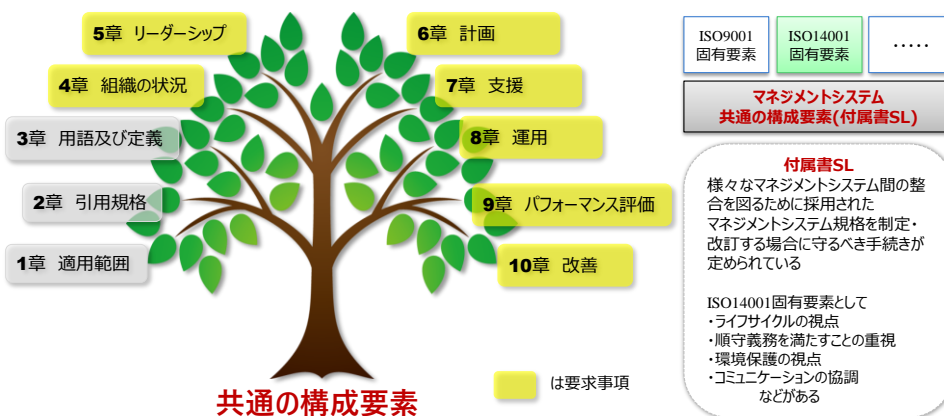 5章 リーダーシップ
4章 組織の状況
3章 用語及び定義
2章 引用規格
1章 適用範囲
6章 計画
7章 支援
8章 運用
9章 パフォーマンス評価
10章 改善
共通の構成要素
は要求事項
ISO9001
固有要素
ISO14001
固有要素
‥‥‥
マネジメントシステム
共通の構成要素(付属書SL)
付属書SL
様々なマネジメントシステム間の整
合を図るために採用された
マネジメントシステム規格を制定・
改訂する場合に守るべき手続きが
定められている
ISO14001固有要素として
・ライフサイクルの視点
・順守義務を満たすことの重視
・環境保護の視点
・コミュニケーションの協調
などがある